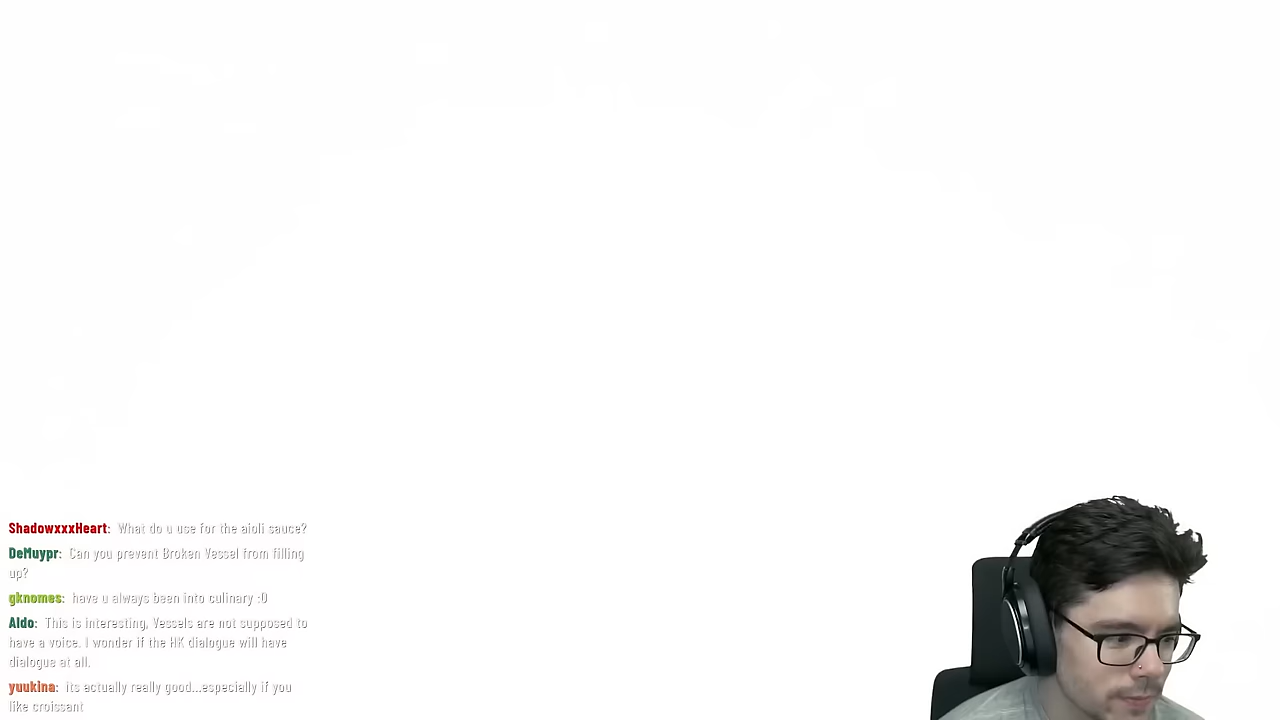 ShadowxxxHeart: What do u use for the aioli sauce?
DeMuypr: Can you prevent Broken Vessel from filling
up?
gknomes: have u always been into culinary :O
Aldo: This is interesting, Vessels are not supposed to
have a voice. I wonder if the HK dialogue will have
dialogue at all.
yuukina: its actually really good...especially if you
like croissant